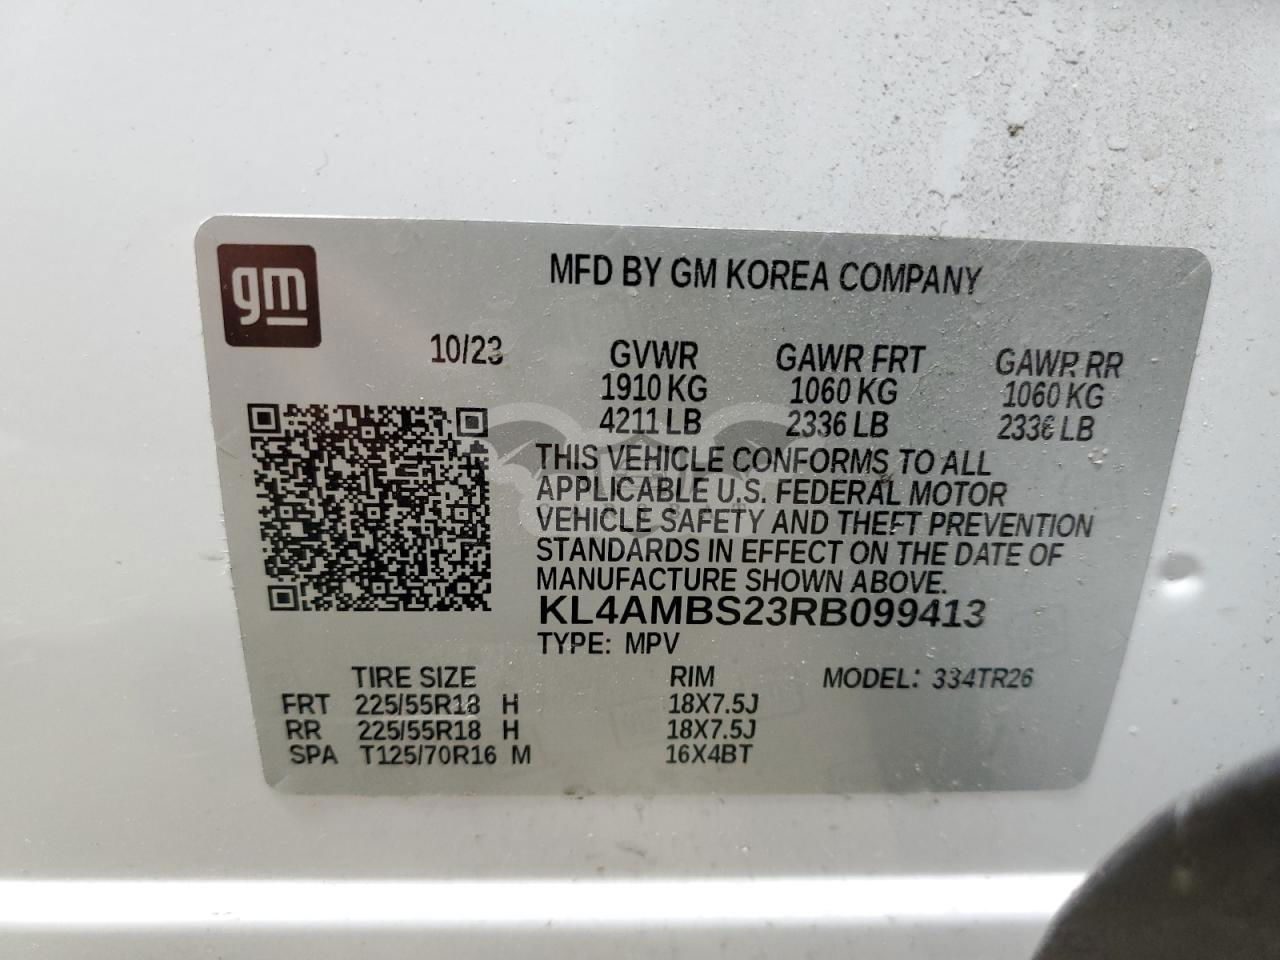 gm
MFD BY GM KOREA COMPANY
10/23 GVWR GAWR FRT GAWR RR
1910 KG 1060 KG 1060 KG
4211 LB 2336 LB 2336 LB
THIS VEHICLE CONFORMS TO ALL
APPLICABLE U.S. FEDERAL MOTOR
VEHICLE SAFETY AND THEFT PREVENTION
STANDARDS IN EFFECT ON THE DATE OF
MANUFACTURE SHOWN ABOVE.
KL4AMBS23RB099413
TYPE: MPV
TIRE SIZE RIM MODEL: 334TR26
FRT 225/55R18 H 18X7.5J
RR 225/55R18 H 18X7.5J
SPA T125/70R16 M 16X4BT